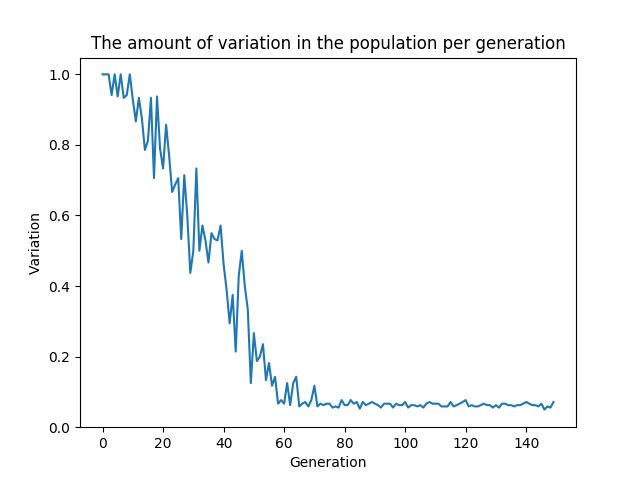 The amount of variation in the population per generation
1.0
0.8
0.6
0.4
0.2
0.0
Variation
0 20 40 60 80 100 120 140
Generation